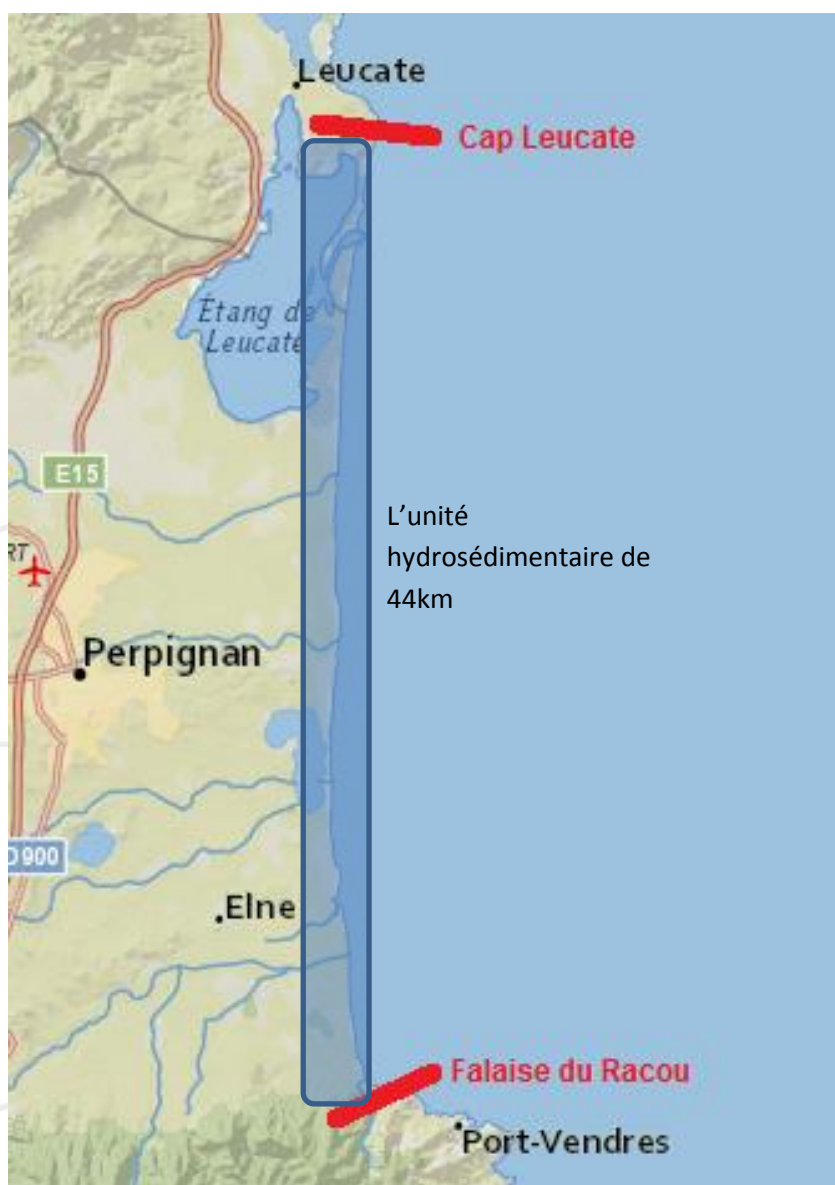 Leucate
Cap Leucate
Étang de
Leucate
E15
L’unité
hydrosédimentaire de
44km
RT
Perpignan
D900
Elne
Falaise du Racou
Port-Vendres